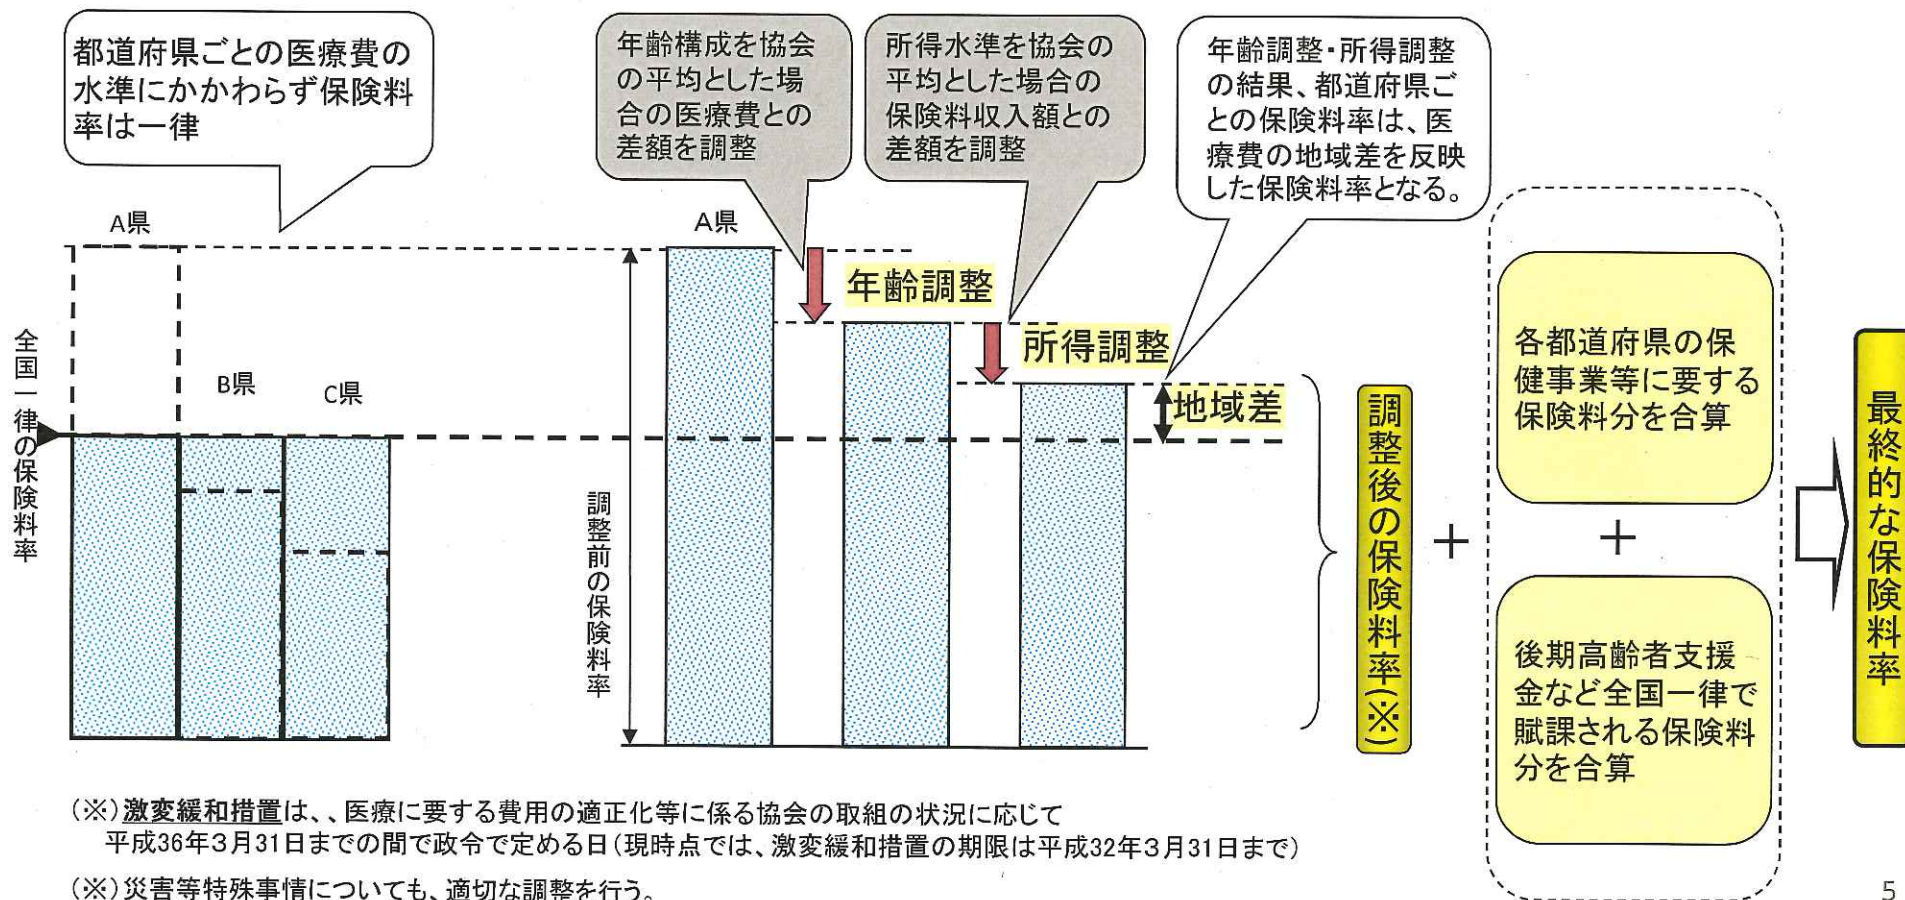 都道府県ごとの医療費の
水準にかかわらず保険料
率は一律
年齢構成を協会
の平均とした場
合の医療費との
差額を調整
所得水準を協会の
平均とした場合の
保険料収入額との
差額を調整
年齢調整・所得調整
の結果、都道府県ご
との保険料率は、医
療費の地域差を反映
した保険料率となる。
A県
B県
C県
全国一律の保険料率
A県
調整前の保険料率
年齢調整
所得調整
地域差
調整後の保険料率(※)
+
各都道府県の保
健事業等に要する
保険料分を合算
+
後期高齢者支援
金など全国一律で
賦課される保険料
分を合算
最終的な保険料率
(※)激変緩和措置は、、医療に要する費用の適正化等に係る協会の取組の状況に応じて
平成36年3月31日までの間で政令で定める日(現時点では、激変緩和措置の期限は平成32年3月31日まで)
(※)災害等特殊事情についても、適切な調整を行う。
5